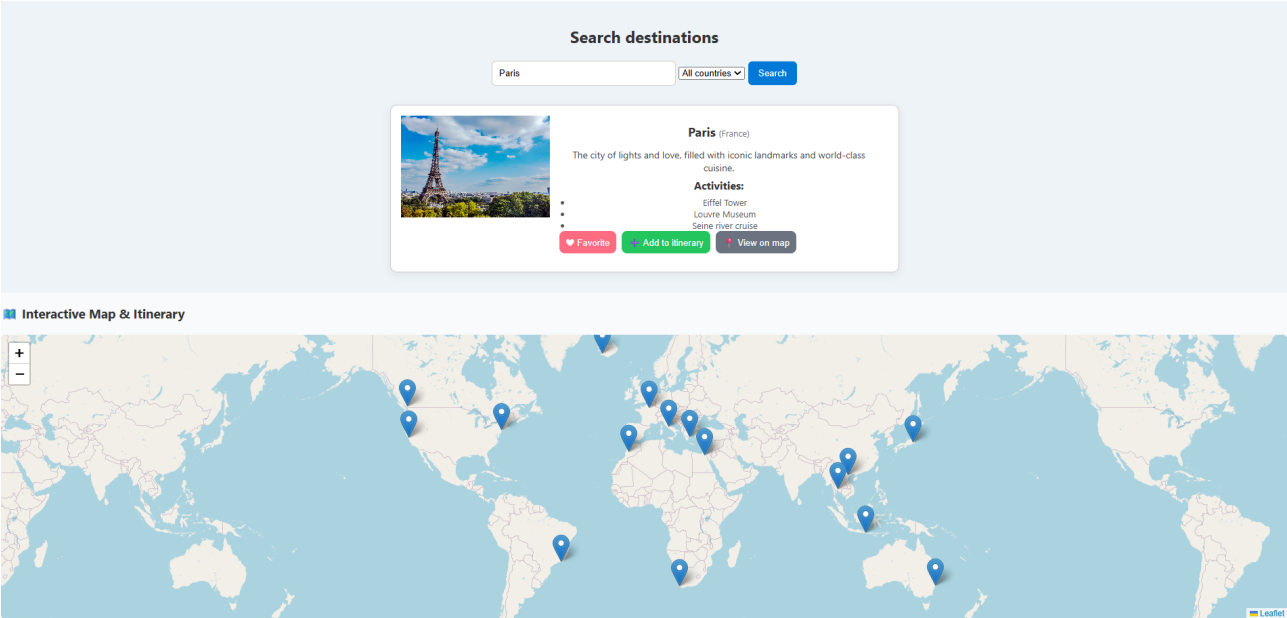 Search destinations
Paris
All countries
Search
Paris (France)
The city of lights and love, filled with iconic landmarks and world-class
cuisine.
Activities:
Eiffel Tower
Louvre Museum
Seine river cruise
Favorite
Add to itinerary
View on map
Interactive Map & Itinerary
+
−
Leaflet